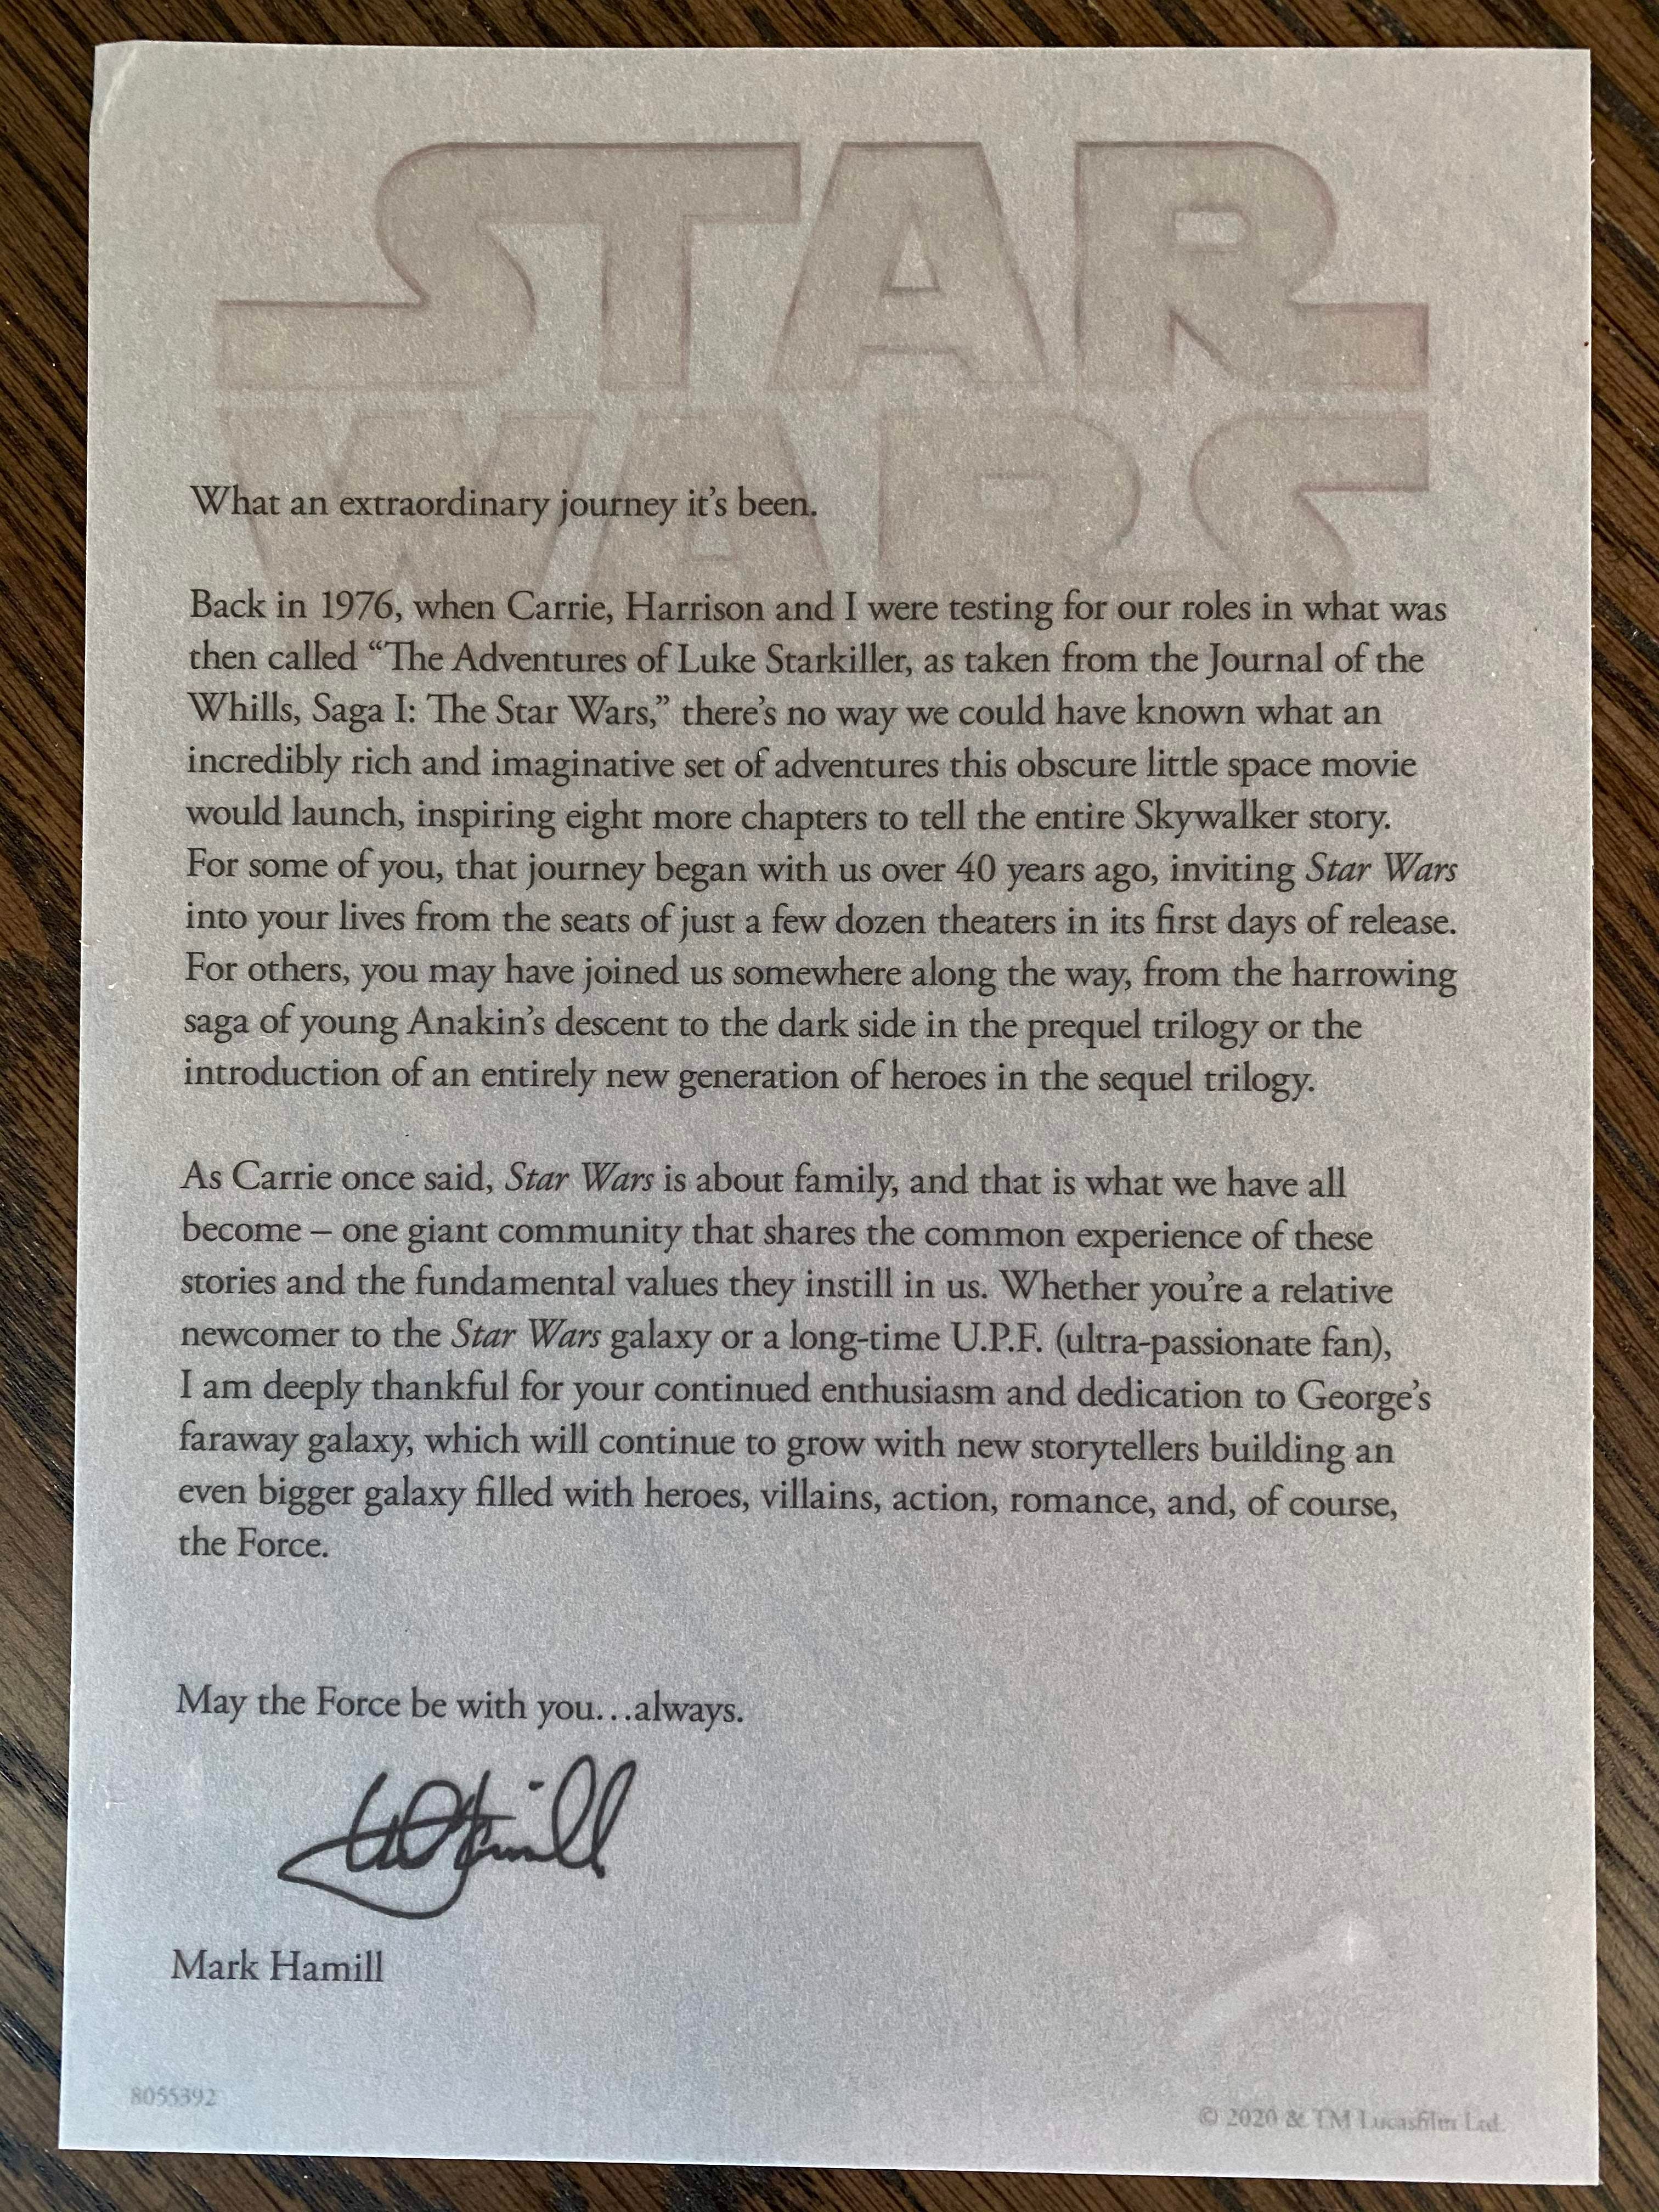 STAR
WARS
What an extraordinary journey it's been.
Back in 1976, when Carrie, Harrison and I were testing for our roles in what was
then called “The Adventures of Luke Starkiller, as taken from the Journal of the
Whills, Saga I: The Star Wars,” there's no way we could have known what an
incredibly rich and imaginative set of adventures this obscure little space movie
would launch, inspiring eight more chapters to tell the entire Skywalker story.
For some of you, that journey began with us over 40 years ago, inviting Star Wars
into your lives from the seats of just a few dozen theaters in its first days of release.
For others, you may have joined us somewhere along the way, from the harrowing
saga of young Anakin's descent to the dark side in the prequel trilogy or the
introduction of an entirely new generation of heroes in the sequel trilogy.
As Carrie once said, Star Wars is about family, and that is what we have all
become – one giant community that shares the common experience of these
stories and the fundamental values they instill in us. Whether you're a relative
newcomer to the Star Wars galaxy or a long-time U.P.F. (ultra-passionate fan),
I am deeply thankful for your continued enthusiasm and dedication to George's
faraway galaxy, which will continue to grow with new storytellers building an
even bigger galaxy filled with heroes, villains, action, romance, and, of course,
the Force.
May the Force be with you…always.
Mark Hamill
8055392
© 2020 & TM Lucasfilm Ltd.